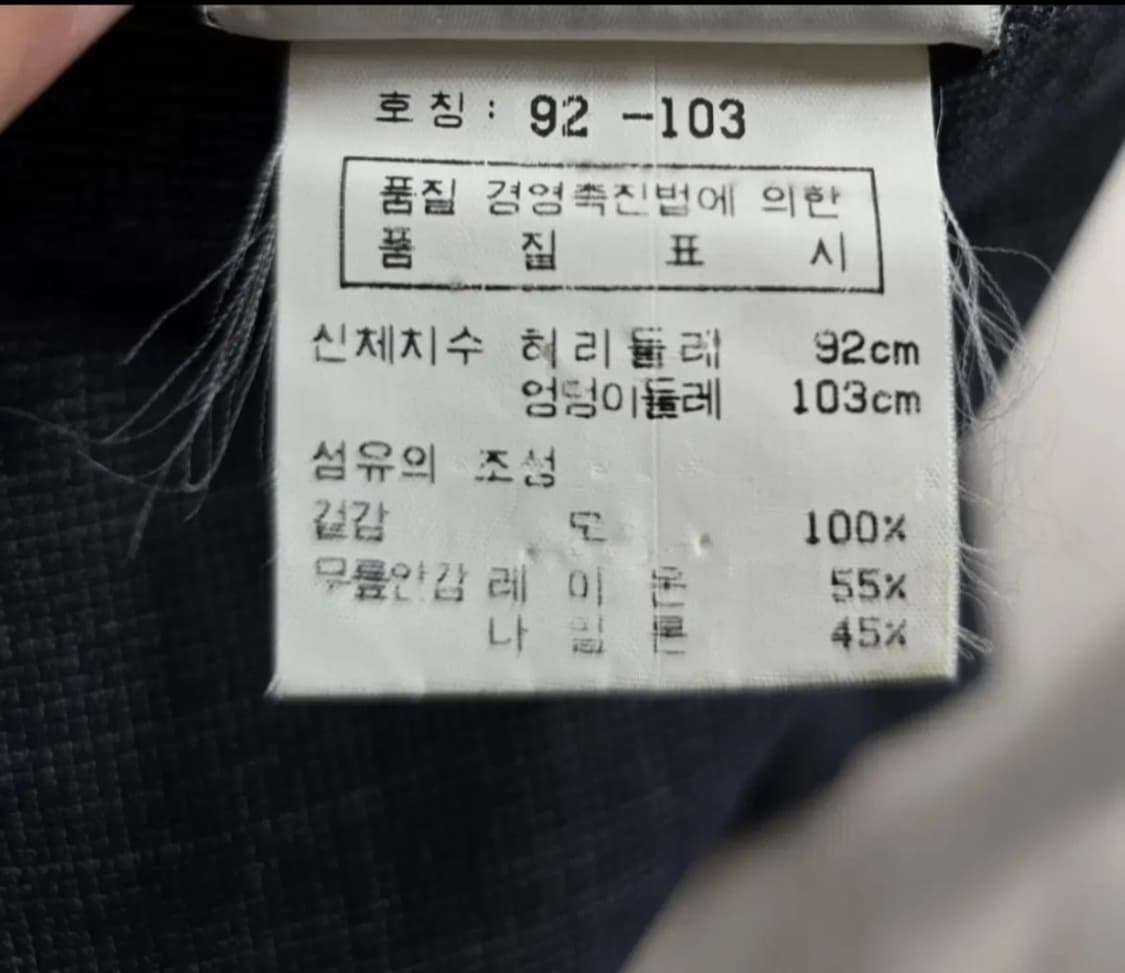 호칭: 92 -103
품질 경영촉진법에 의한
품 질 표 시
신체치수 허리둘레 92cm
엉덩이둘레 103cm
섬유의 조성
겉감 모 100%
무릎안감 레이온 55%
나일론 45%